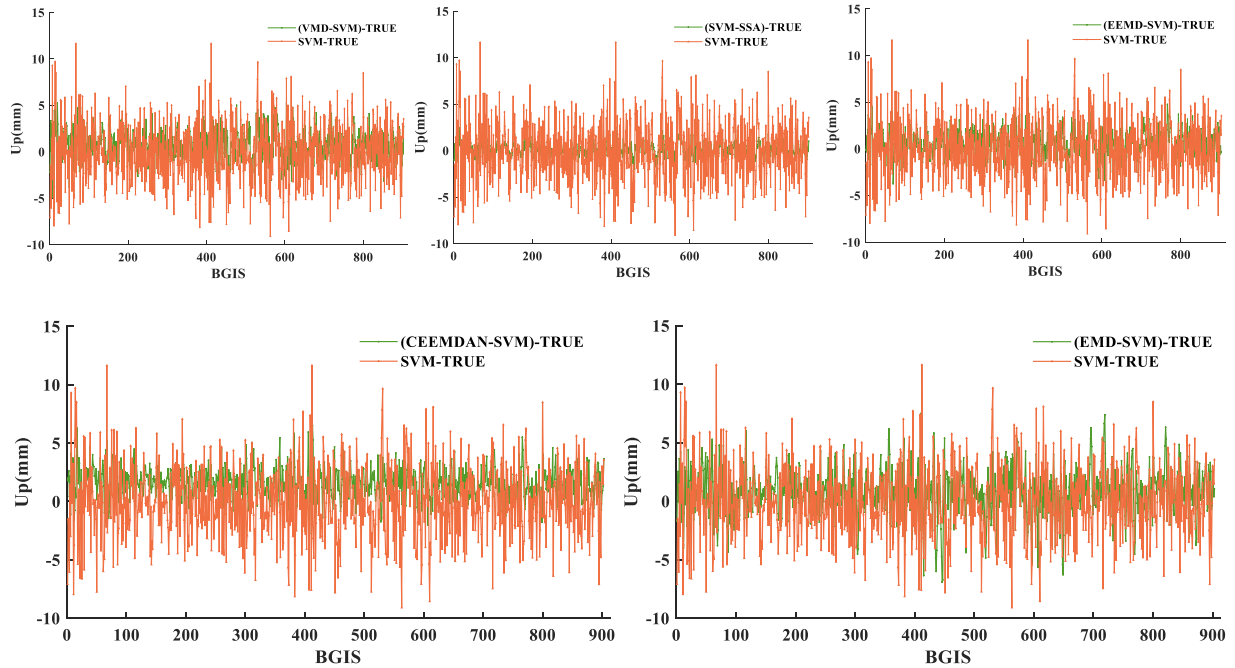 15
10
5
0
-5
-10
Up(mm)
(VMD-SVM)-TRUE
SVM-TRUE
0 200 400 600 800
BGIS
15
10
5
0
-5
-10
Up(mm)
(SVM-SSA)-TRUE
SVM-TRUE
0 200 400 600 800
BGIS
15
10
5
0
-5
-10
Up(mm)
(EEMD-SVM)-TRUE
SVM-TRUE
0 200 400 600 800
BGIS
15
10
5
0
-5
-10
Up(mm)
(CEEMDAN-SVM)-TRUE
SVM-TRUE
0 100 200 300 400 500 600 700 800 900
BGIS
15
10
5
0
-5
-10
Up(mm)
(EMD-SVM)-TRUE
SVM-TRUE
0 100 200 300 400 500 600 700 800 900
BGIS